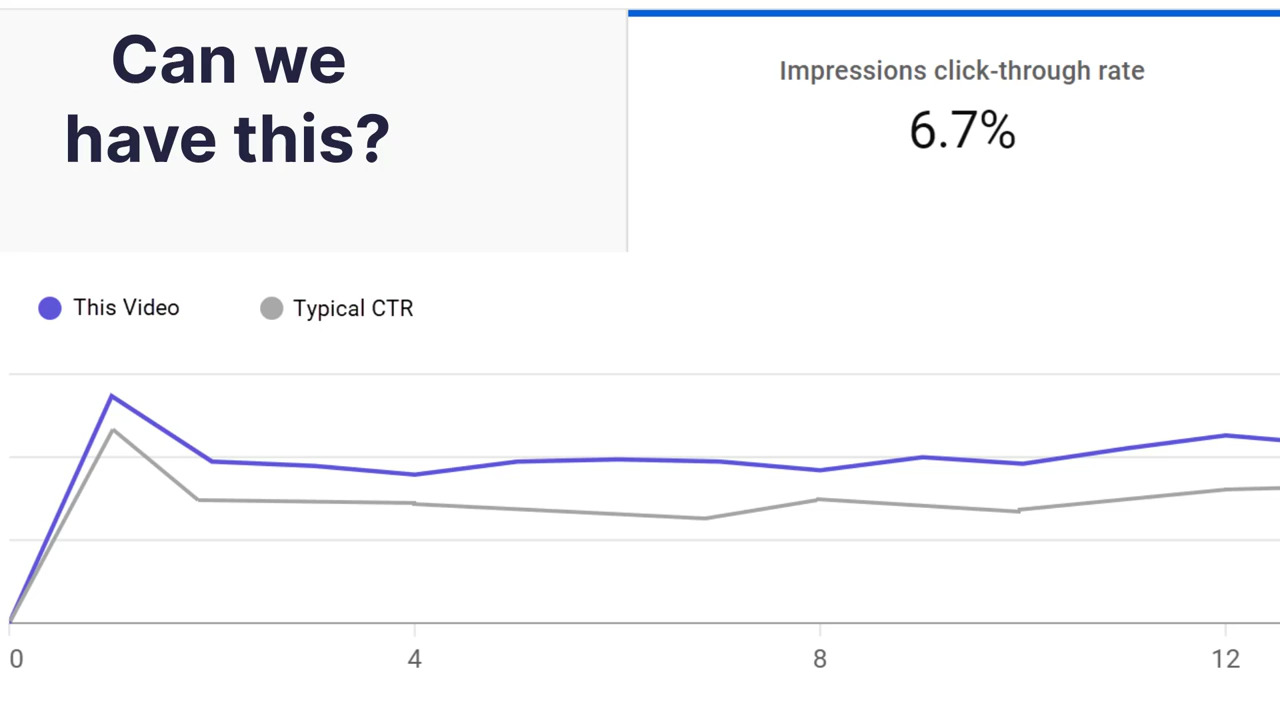 Can we
have this?
Impressions click-through rate
6.7%
This Video
Typical CTR
0
4
8
12